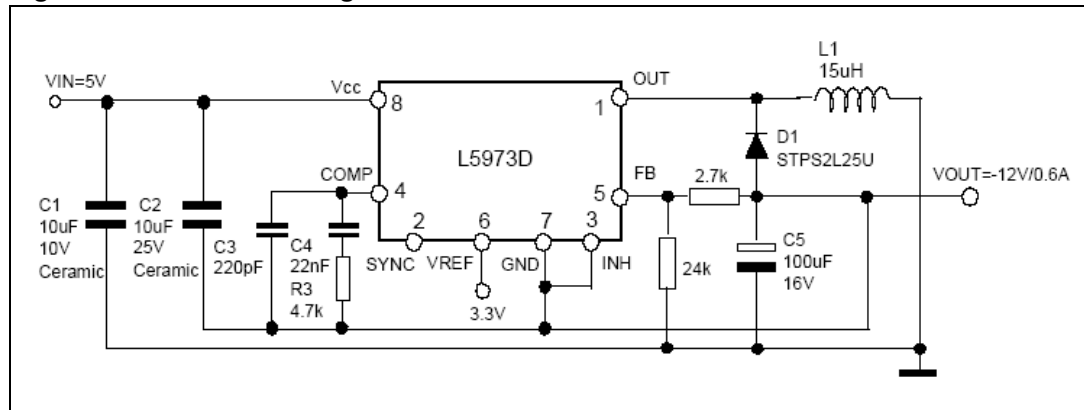 L1
15uH
OUT
VIN=5V
Vcc
8
1
L5973D
D1
STPS2L25U
COMP
4
5
FB
2.7k
VOUT=-12V/0.6A
2
6
7
3
SYNC
VREF
GND
INH
C1
10uF
10V
Ceramic
C2
10uF
25V
Ceramic
C3
220pF
C4
22nF
R3
4.7k
3.3V
24k
C5
100uF
16V